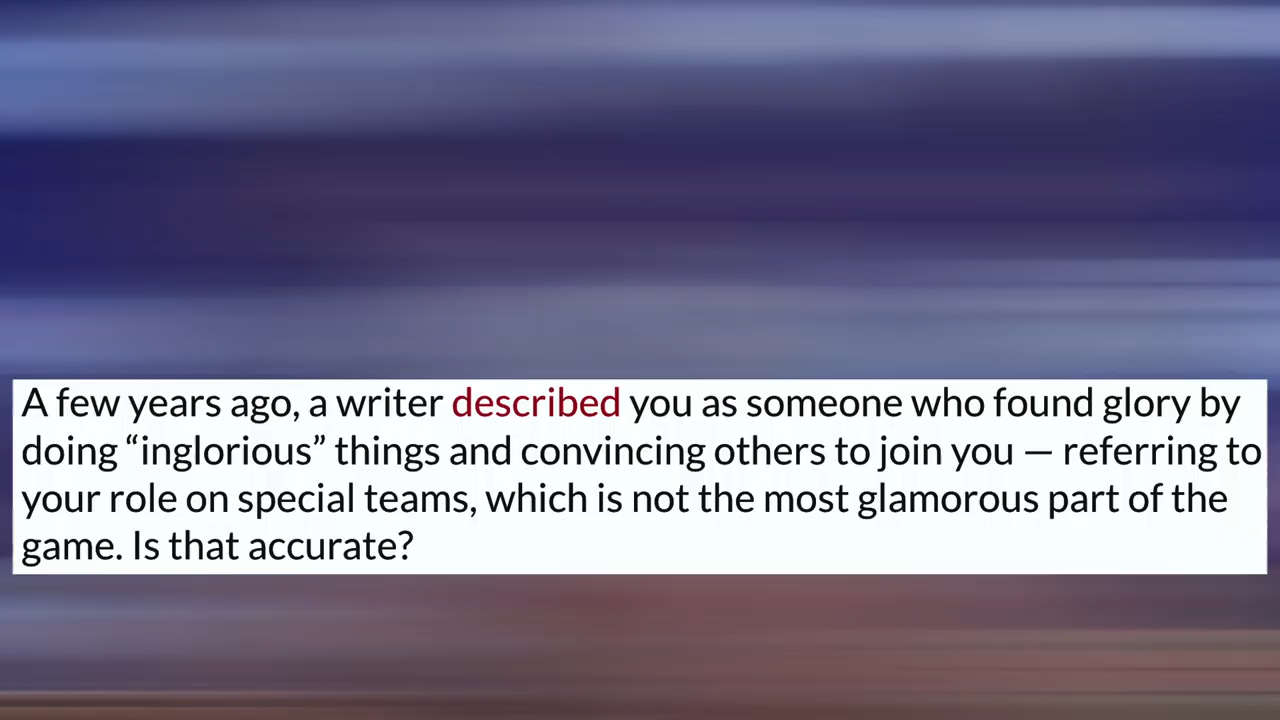 A few years ago, a writer described you as someone who found glory by
doing “inglorious” things and convincing others to join you — referring to
your role on special teams, which is not the most glamorous part of the
game. Is that accurate?